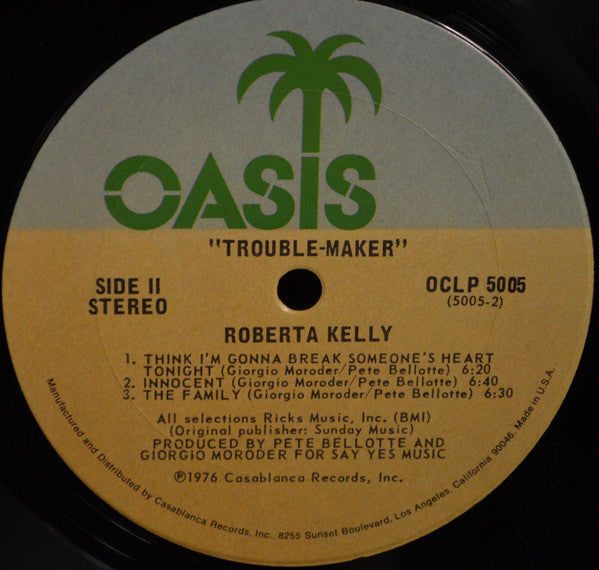 OASIS
"TROUBLE-MAKER"
SIDE II
STEREO
OCLP 5005
(5005-2)
ROBERTA KELLY
1. THINK I'M GONNA BREAK SOMEONE'S HEART
TONIGHT (Giorgio Moroder/Pete Bellotte) 6:20
2. INNOCENT (Giorgio Moroder/Pete Bellotte) 6:40
3. THE FAMILY (Giorgio Moroder/Pete Bellotte) 6:30
All selections Ricks Music, Inc. (BMI)
(Original publisher: Sunday Music)
PRODUCED BY PETE BELLOTTE AND
GIORGIO MORODER FOR SAY YES MUSIC
℗1976 Casablanca Records, Inc.
Manufactured and Distributed by Casablanca Records, Inc., 8255 Sunset Boulevard, Los Angeles, California 90046, Made in U.S.A.